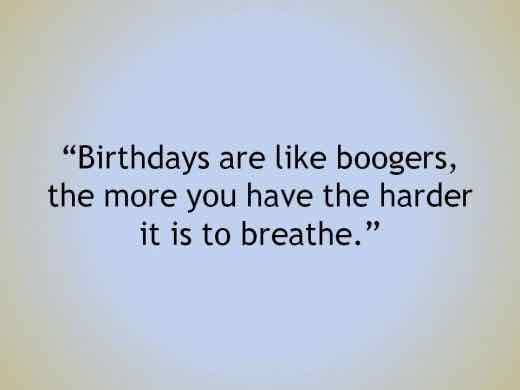 “Birthdays are like boogers,
the more you have the harder
it is to breathe.”